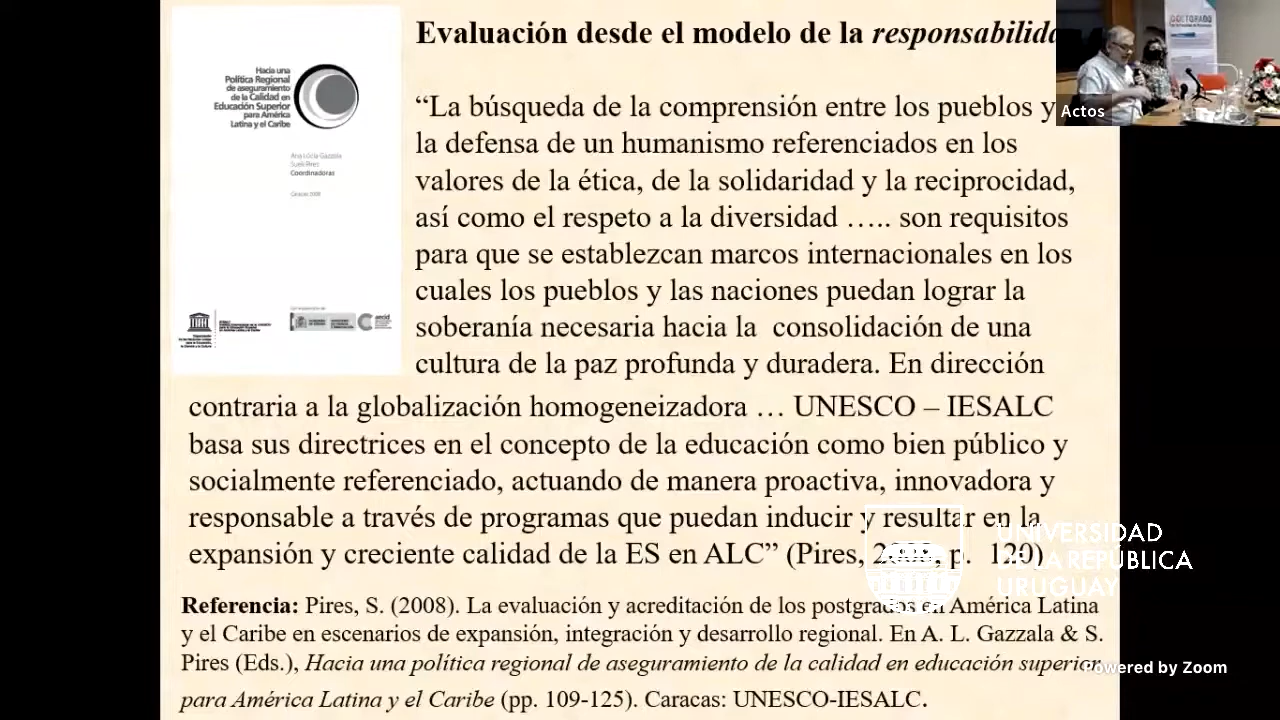 Evaluación desde el modelo de la responsabilida
Hacia una
Política Regional
de aseguramiento
de la Calidad en
Educación Superior
para América
Latina y el Caribe
Coordinadoras
Caracas 2008
“La búsqueda de la comprensión entre los pueblos y
la defensa de un humanismo referenciados en los
valores de la ética, de la solidaridad y la reciprocidad,
así como el respeto a la diversidad ….. son requisitos
para que se establezcan marcos internacionales en los
cuales los pueblos y las naciones puedan lograr la
soberanía necesaria hacia la consolidación de una
cultura de la paz profunda y duradera. En dirección
contraria a la globalización homogeneizadora … UNESCO – IESALC
basa sus directrices en el concepto de la educación como bien público y
socialmente referenciado, actuando de manera proactiva, innovadora y
responsable a través de programas que puedan inducir y resultar en la
expansión y creciente calidad de la ES en ALC” (Pires, 2008, p. 120)
Referencia: Pires, S. (2008). La evaluación y acreditación de los postgrados en América Latina
y el Caribe en escenarios de expansión, integración y desarrollo regional. En A. L. Gazzala & S.
Pires (Eds.), Hacia una política regional de aseguramiento de la calidad en educación superior
para América Latina y el Caribe (pp. 109-125). Caracas: UNESCO-IESALC.
DOCTORADO
Actos
UNIVERSIDAD
DE LA REPÚBLICA
URUGUAY
Powered by Zoom